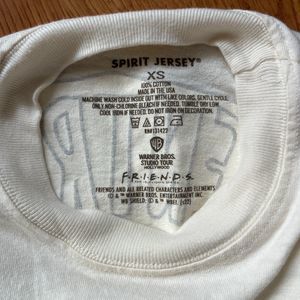 SPIRIT JERSEY®
XS
100% COTTON
MADE IN THE USA
MACHINE WASH COLD INSIDE OUT WITH LIKE COLORS, GENTLE CYCLE,
ONLY NON-CHLORINE BLEACH IF NEEDED, TUMBLE DRY LOW,
COOL IRON IF NECESSARY, DO NOT IRON ON DECORATION.
RN#131427
WB
WARNER BROS.
STUDIO TOUR
HOLLYWOOD
F·R·I·E·N·D·S
FRIENDS AND ALL RELATED CHARACTERS AND ELEMENTS
© & ™ WARNER BROS. ENTERTAINMENT INC.
WB SHIELD: © & ™ WBEI.